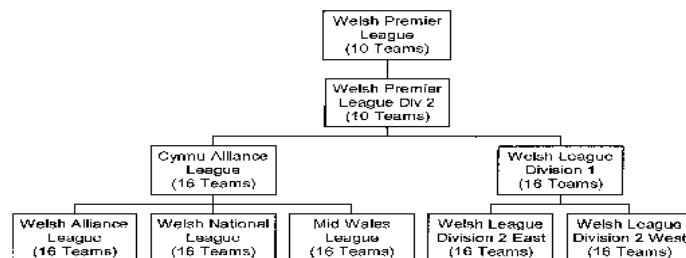 Welsh Premier
League
(10 Teams)
Welsh Premier
League Div 2
(10 Teams)
Cymru Alliance
League
(16 Teams)
Welsh League
Division 1
(16 Teams)
Welsh Alliance
League
(16 Teams)
Welsh National
League
(16 Teams)
Mid Wales
League
(16 Teams)
Welsh League
Division 2 East
(16 Teams)
Welsh League
Division 2 West
(16 Teams)